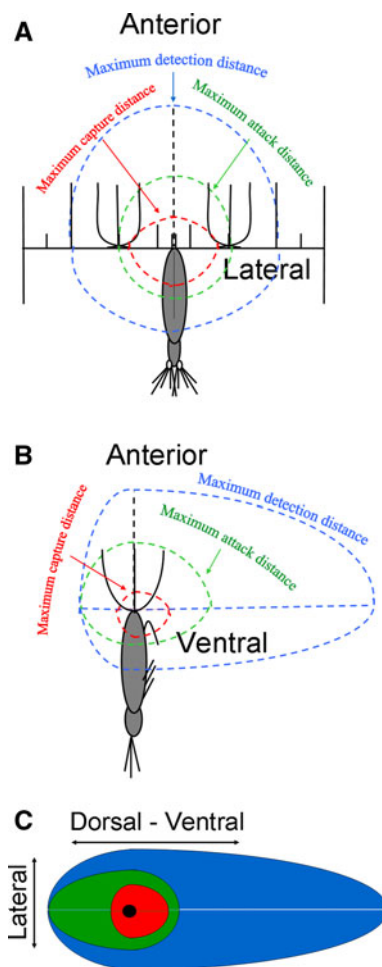 A
Anterior
Maximum detection distance
Maximum capture distance
Maximum attack distance
Lateral
B
Anterior
Maximum detection distance
Maximum attack distance
Maximum capture distance
Ventral
C
Dorsal - Ventral
Lateral